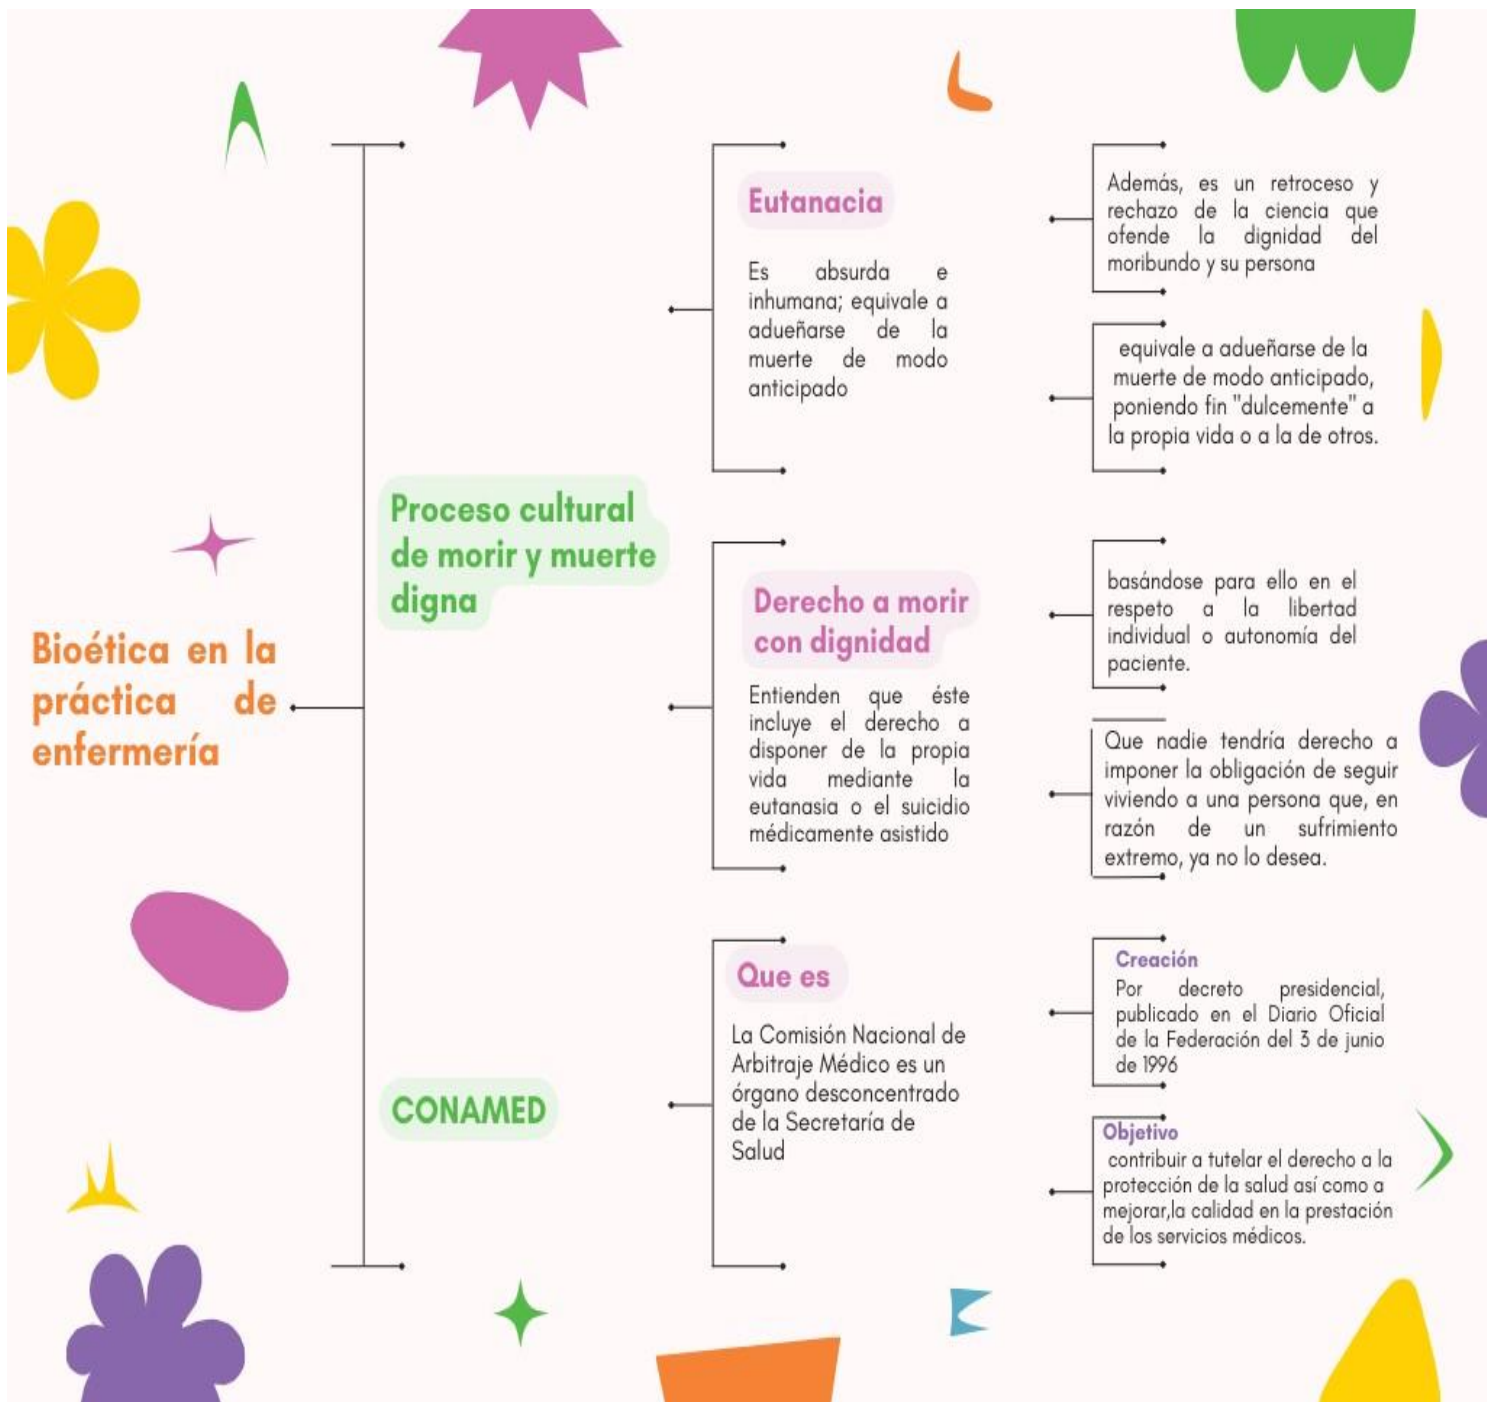 Bioética en la
práctica de
enfermería
Proceso cultural
de morir y muerte
digna
Eutanacia
Es absurda e
inhumana; equivale a
adueñarse de la
muerte de modo
anticipado
Además, es un retroceso y
rechazo de la ciencia que
ofende la dignidad del
moribundo y su persona
equivale a adueñarse de la
muerte de modo anticipado,
poniendo fin "dulcemente" a
la propia vida o a la de otros.
Derecho a morir
con dignidad
Entienden que éste
incluye el derecho a
disponer de la propia
vida mediante la
eutanasia o el suicidio
médicamente asistido
basándose para ello en el
respeto a la libertad
individual o autonomía del
paciente.
Que nadie tendría derecho a
imponer la obligación de seguir
viviendo a una persona que, en
razón de un sufrimiento
extremo, ya no lo desea.
CONAMED
Que es
La Comisión Nacional de
Arbitraje Médico es un
órgano desconcentrado
de la Secretaría de
Salud
Creación
Por decreto presidencial,
publicado en el Diario Oficial
de la Federación del 3 de junio
de 1996
Objetivo
contribuir a tutelar el derecho a la
protección de la salud así como a
mejorar,la calidad en la prestación
de los servicios médicos.